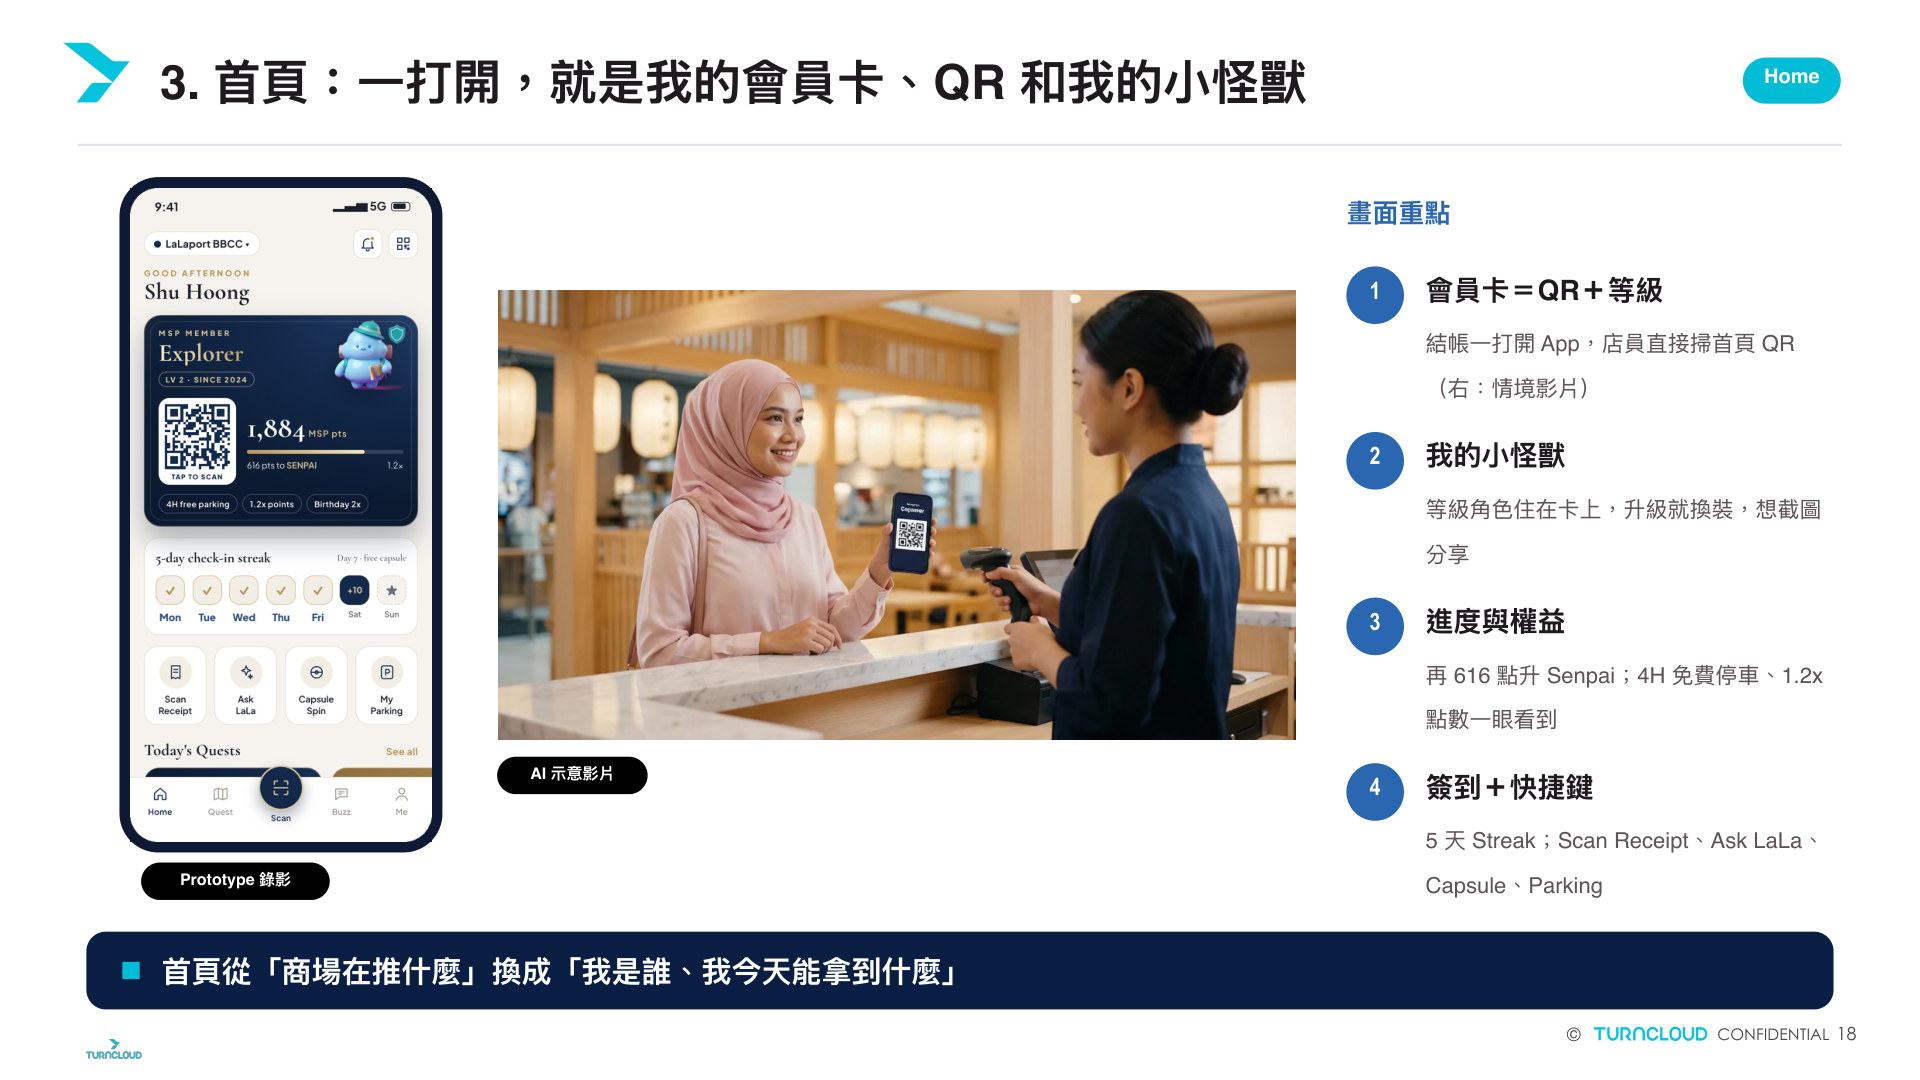 3. 首頁：一打開，就是我的會員卡、QR 和我的小怪獸
Home
9:41
5G
LaLaport BBCC
GOOD AFTERNOON
Shu Hoong
MSP MEMBER
Explorer
LV 2 · SINCE 2024
1,884 MSP pts
616 pts to SENPAI
1.2x
TAP TO SCAN
4H free parking
1.2x points
Birthday 2x
5-day check-in streak
Day 7 · free capsule
+10
Mon
Tue
Wed
Thu
Fri
Sat
Sun
Scan
Receipt
Ask
LaLa
Capsule
Spin
My
Parking
Today's Quests
See all
Home
Quest
Scan
Buzz
Me
Prototype 錄影
AI 示意影片
畫面重點
1
會員卡＝QR＋等級
結帳一打開 App，店員直接掃首頁 QR
（右：情境影片）
2
我的小怪獸
等級角色住在卡上，升級就換裝，想截圖
分享
3
進度與權益
再 616 點升 Senpai；4H 免費停車、1.2x
點數一眼看到
4
簽到＋快捷鍵
5 天 Streak；Scan Receipt、Ask LaLa、
Capsule、Parking
首頁從「商場在推什麼」換成「我是誰、我今天能拿到什麼」
TURNCLOUD
© TURNCLOUD CONFIDENTIAL 18